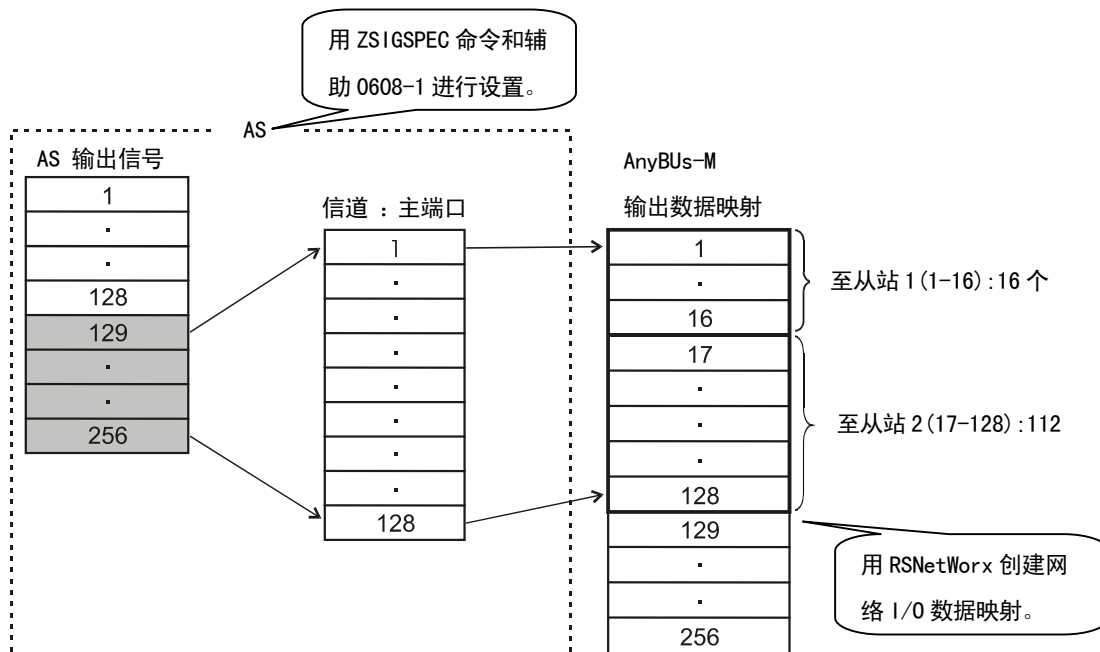 用 ZSIGSPEC 命令和辅
助 0608-1 进行设置。
AS
AS 输出信号
1
.
.
128
129
.
.
256
信道 ：主端口
1
.
.
.
.
.
.
.
128
AnyBUs-M
输出数据映射
1
.
16
17
.
.
.
128
129
.
.
256
至从站 1(1-16):16 个
至从站 2(17-128):112
用 RSNetWorx 创建网
络 I/O 数据映射。